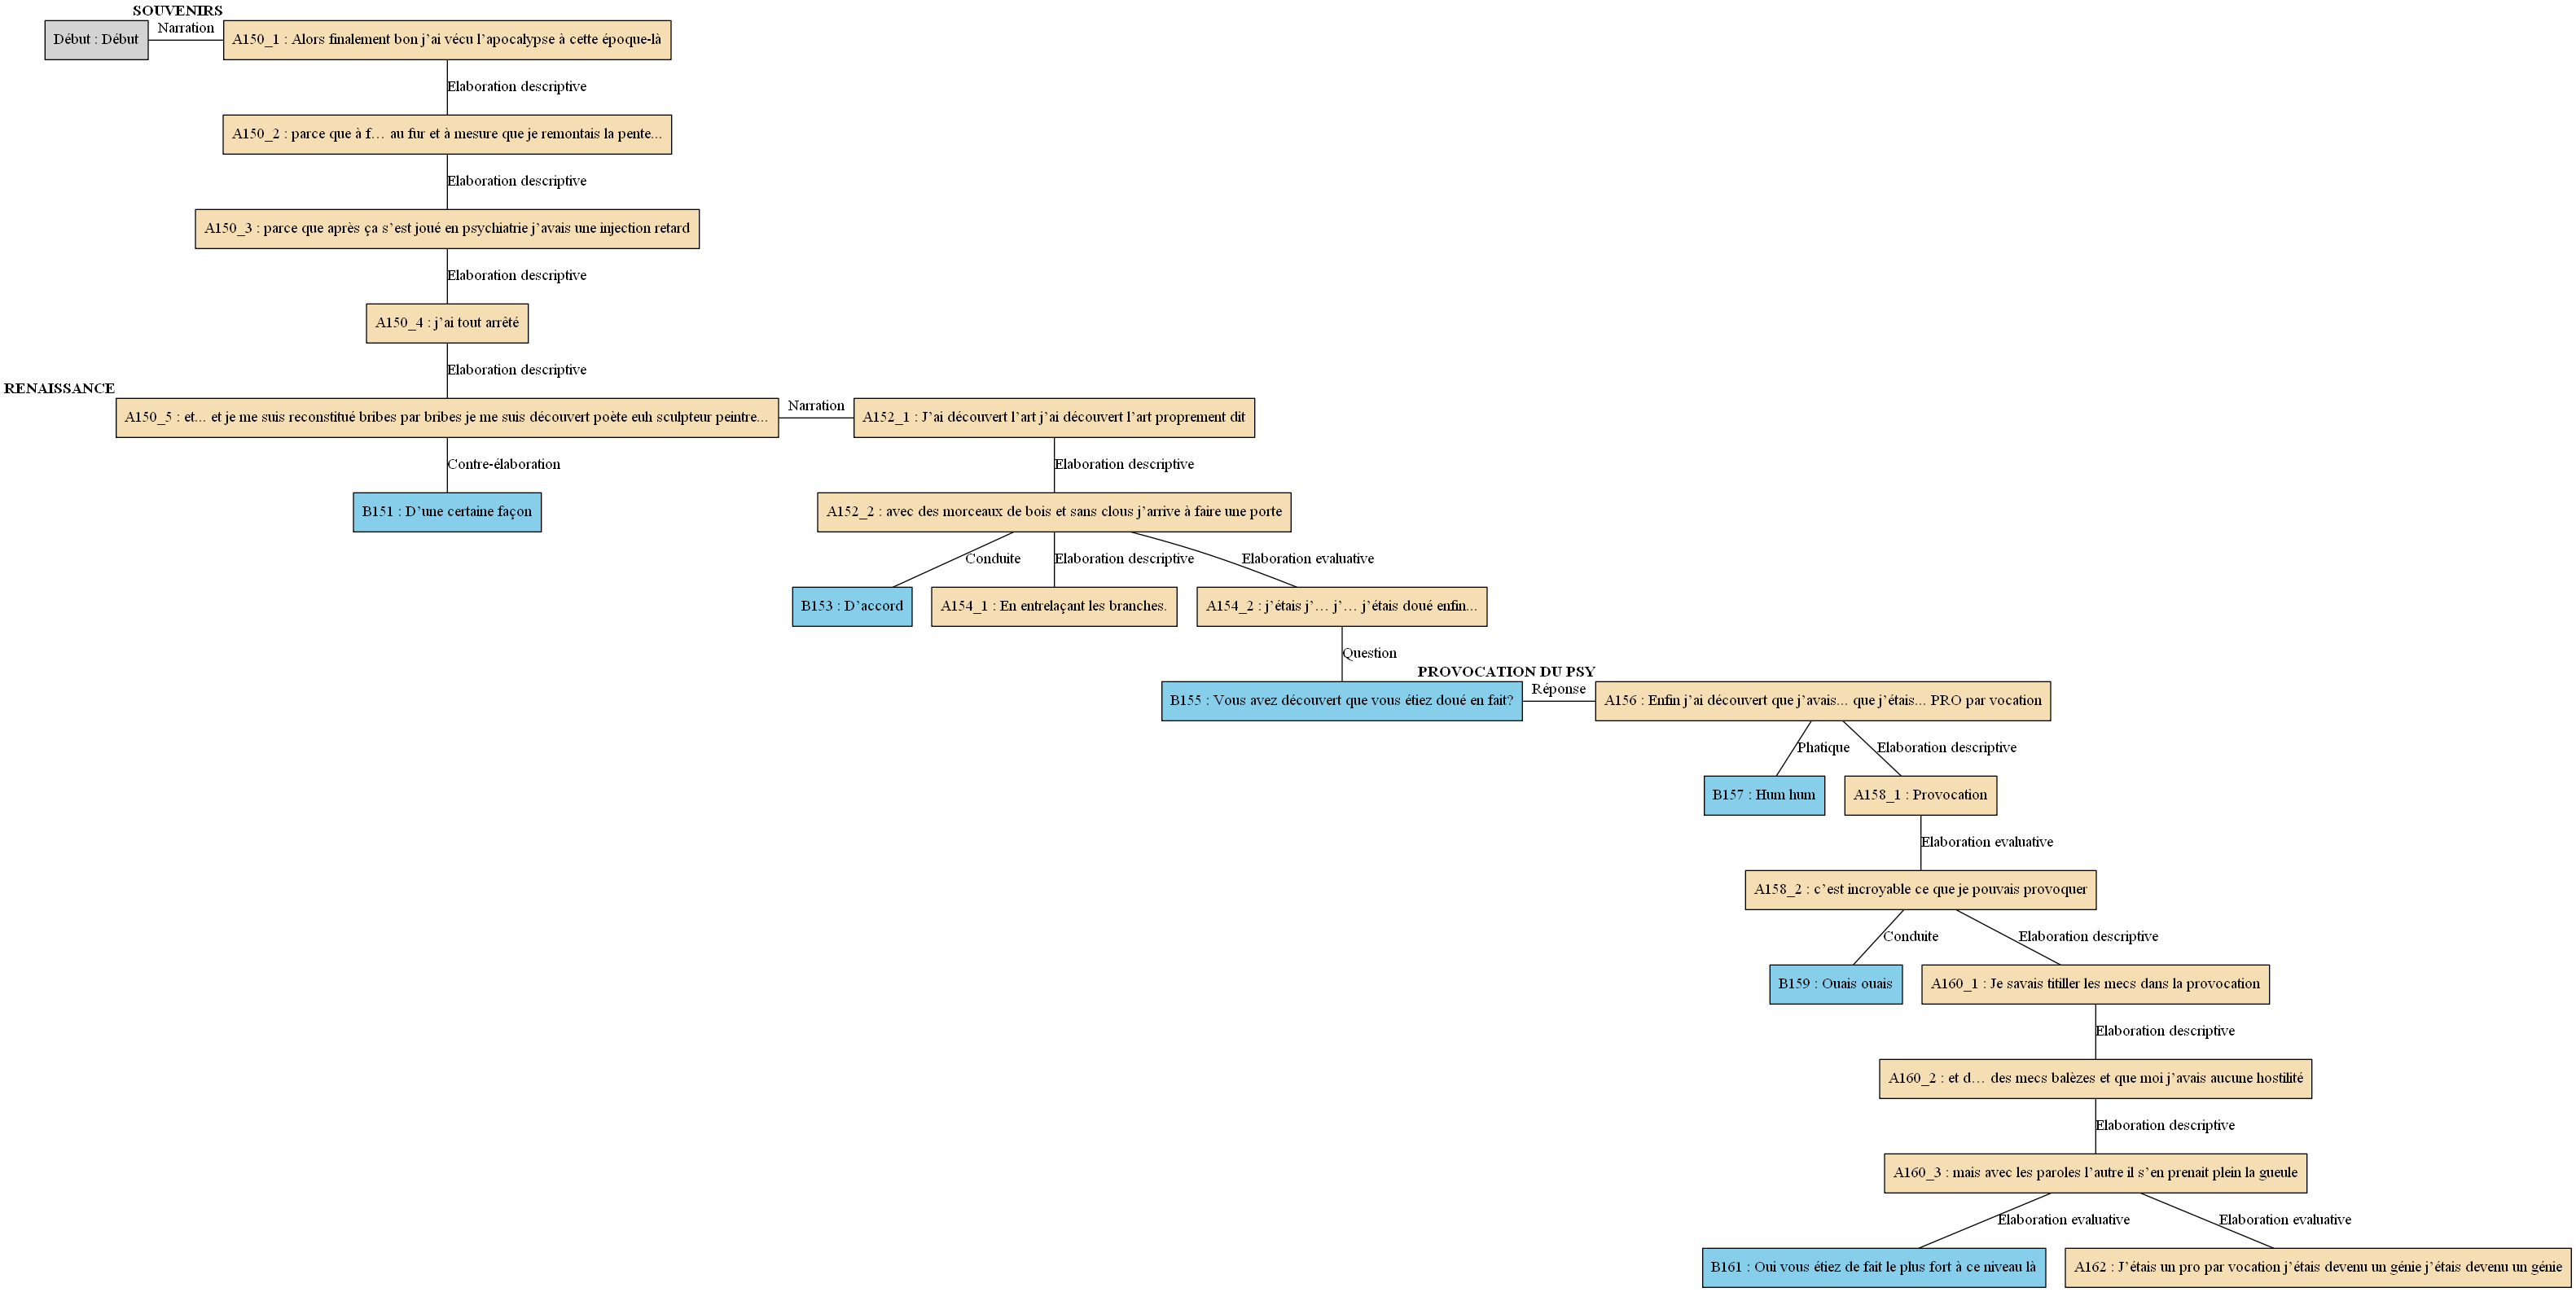 SOUVENIRS
Narration
Début : Début
A150_1 : Alors finalement bon j’ai vécu l’apocalypse à cette époque-là
Elaboration descriptive
A150_2 : parce que à f… au fur et à mesure que je remontais la pente...
Elaboration descriptive
A150_3 : parce que après ça s’est joué en psychiatrie j’avais une injection retard
Elaboration descriptive
A150_4 : j’ai tout arrêté
Elaboration descriptive
RENAISSANCE
Narration
A150_5 : et... et je me suis reconstitué bribes par bribes je me suis découvert poète euh sculpteur peintre...
A152_1 : J’ai découvert l’art j’ai découvert l’art proprement dit
Contre-élaboration
Elaboration descriptive
B151 : D’une certaine façon
A152_2 : avec des morceaux de bois et sans clous j’arrive à faire une porte
Conduite
Elaboration descriptive
Elaboration evaluative
B153 : D’accord
A154_1 : En entrelaçant les branches.
A154_2 : j’étais j’… j’… j’étais doué enfin...
Question
PROVOCATION DU PSY
Réponse
B155 : Vous avez découvert que vous étiez doué en fait?
A156 : Enfin j’ai découvert que j’avais... que j’étais... PRO par vocation
Phatique
Elaboration descriptive
B157 : Hum hum
A158_1 : Provocation
Elaboration evaluative
A158_2 : c’est incroyable ce que je pouvais provoquer
Conduite
Elaboration descriptive
B159 : Ouais ouais
A160_1 : Je savais titiller les mecs dans la provocation
Elaboration descriptive
A160_2 : et d… des mecs balèzes et que moi j’avais aucune hostilité
Elaboration descriptive
A160_3 : mais avec les paroles l’autre il s’en prenait plein la gueule
Elaboration evaluative
Elaboration evaluative
B161 : Oui vous étiez de fait le plus fort à ce niveau là
A162 : J’étais un pro par vocation j’étais devenu un génie j’étais devenu un génie